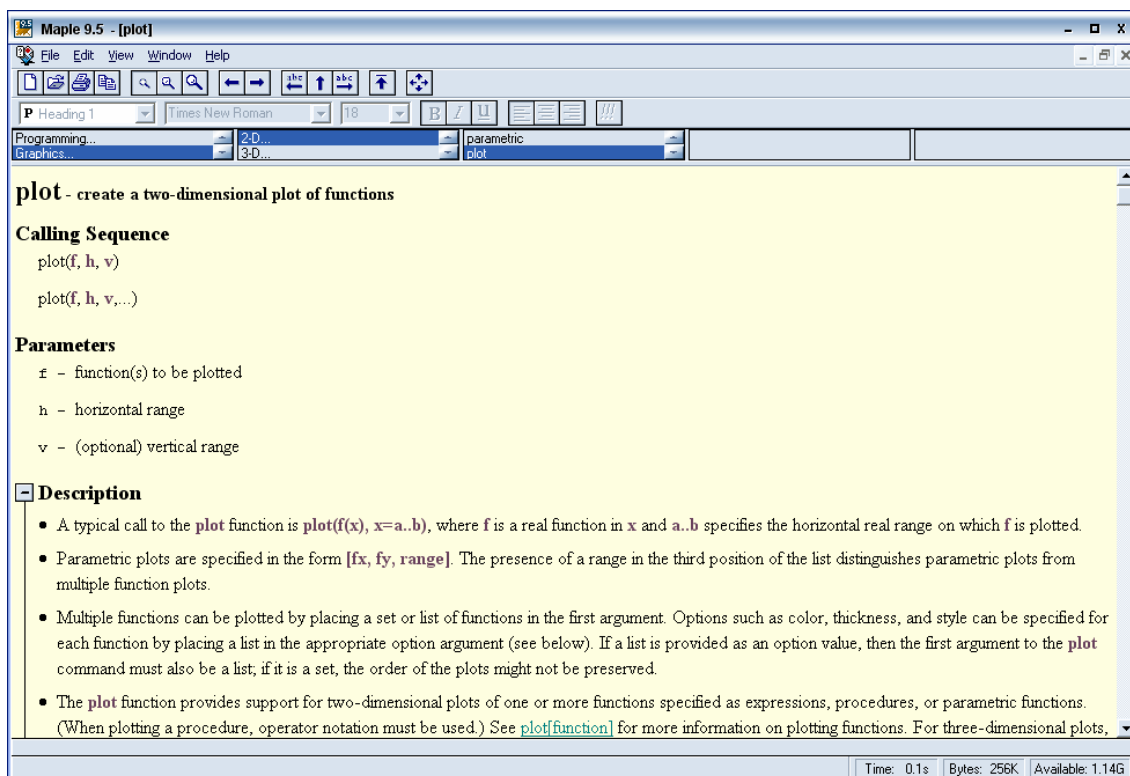 9.5
Maple 9.5 - [plot]
File Edit View Window Help
abc abc
P Heading 1 Times New Roman 18 B I U
Programming... 2-D... parametric
Graphics... 3-D... plot
plot - create a two-dimensional plot of functions
Calling Sequence
plot(f, h, v)
plot(f, h, v,...)
Parameters
f - function(s) to be plotted
h - horizontal range
v - (optional) vertical range
Description
• A typical call to the plot function is plot(f(x), x=a..b), where f is a real function in x and a..b specifies the horizontal real range on which f is plotted.
• Parametric plots are specified in the form [fx, fy, range]. The presence of a range in the third position of the list distinguishes parametric plots from
multiple function plots.
• Multiple functions can be plotted by placing a set or list of functions in the first argument. Options such as color, thickness, and style can be specified for
each function by placing a list in the appropriate option argument (see below). If a list is provided as an option value, then the first argument to the plot
command must also be a list; if it is a set, the order of the plots might not be preserved.
• The plot function provides support for two-dimensional plots of one or more functions specified as expressions, procedures, or parametric functions.
(When plotting a procedure, operator notation must be used.) See plot[function] for more information on plotting functions. For three-dimensional plots,
Time: 0.1s Bytes: 256K Available: 1.14G